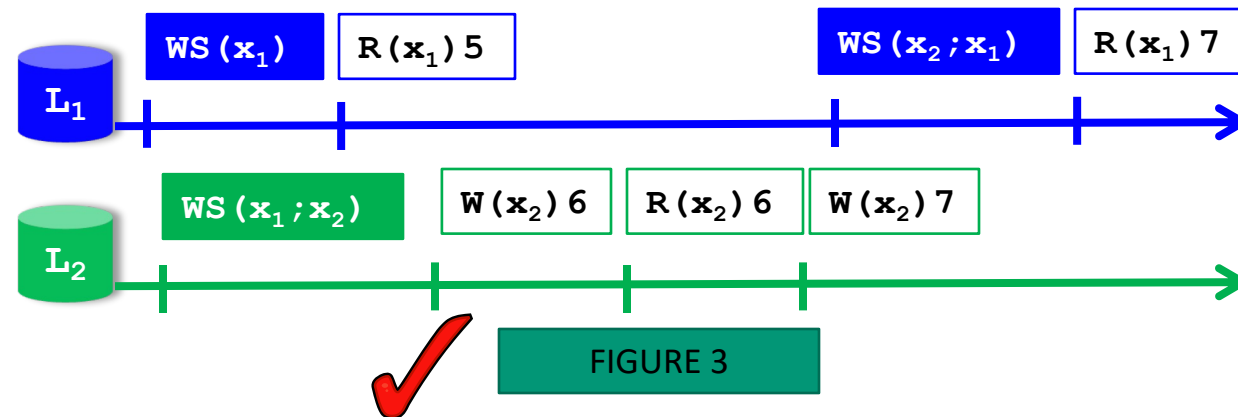 WS(x₁) R(x₁)5 WS(x₂;x₁) R(x₁)7
L₁
WS(x₁;x₂) W(x₂)6 R(x₂)6 W(x₂)7
L₂
FIGURE 3